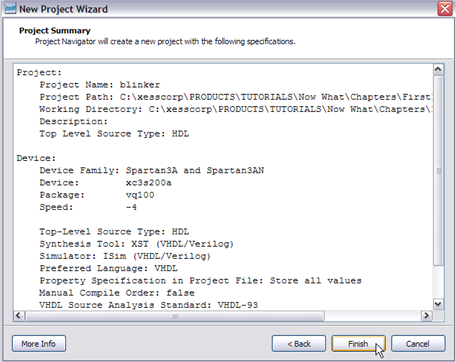 New Project Wizard
Project Summary
Project Navigator will create a new project with the following specifications.
Project:
Project Name: blinker
Project Path: C:\xesscorp\PRODUCTS\TUTORIALS\Now What\Chapters\First
Working Directory: C:\xesscorp\PRODUCTS\TUTORIALS\Now What\Chapters\
Description:
Top Level Source Type: HDL
Device:
Device Family: Spartan3A and Spartan3AN
Device: xc3s200a
Package: vq100
Speed: -4
Top-Level Source Type: HDL
Synthesis Tool: XST (VHDL/Verilog)
Simulator: ISim (VHDL/Verilog)
Preferred Language: VHDL
Property Specification in Project File: Store all values
Manual Compile Order: false
VHDL Source Analysis Standard: VHDL-93
More Info
< Back
Finish
Cancel